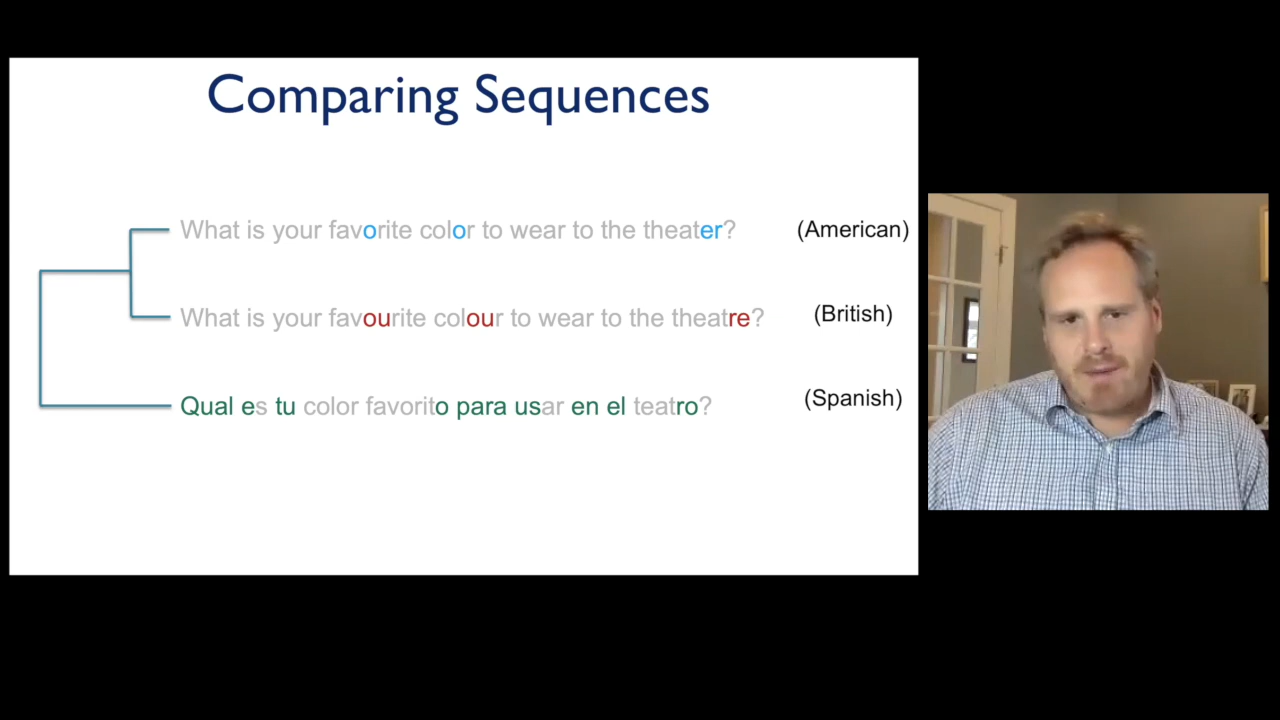 Comparing Sequences
What is your favorite color to wear to the theater? (American)
What is your favourite colour to wear to the theatre? (British)
Qual es tu color favorito para usar en el teatro? (Spanish)